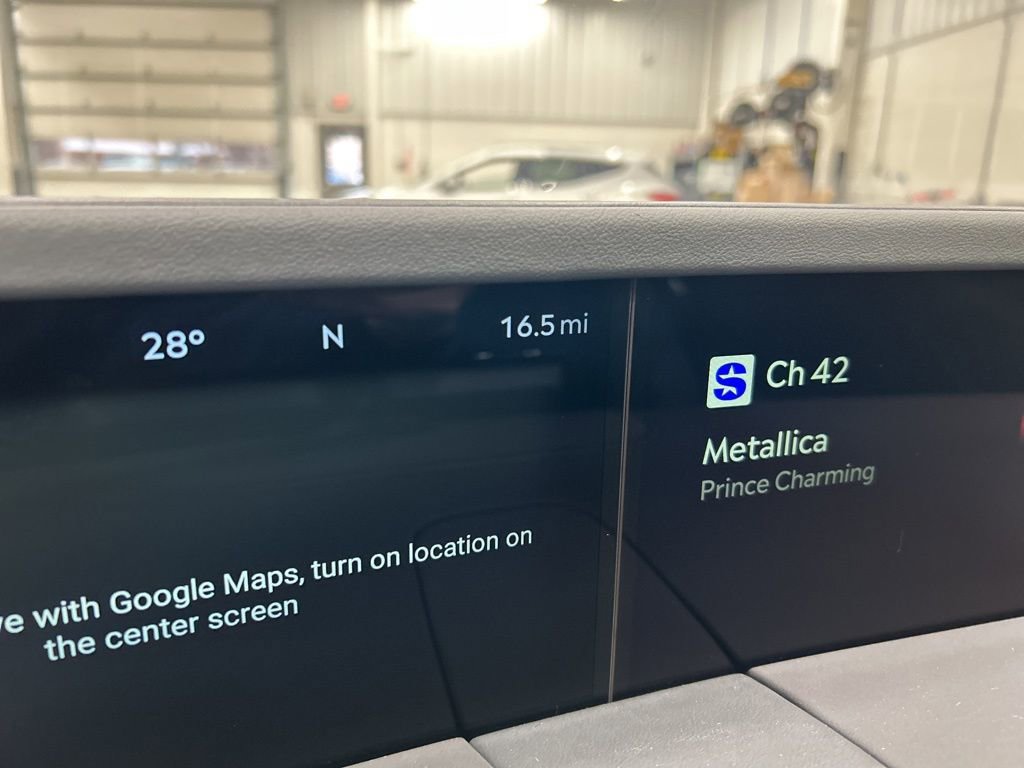 28° N 16.5 mi
Ch 42
Metallica
Prince Charming
with Google Maps, turn on location on
the center screen